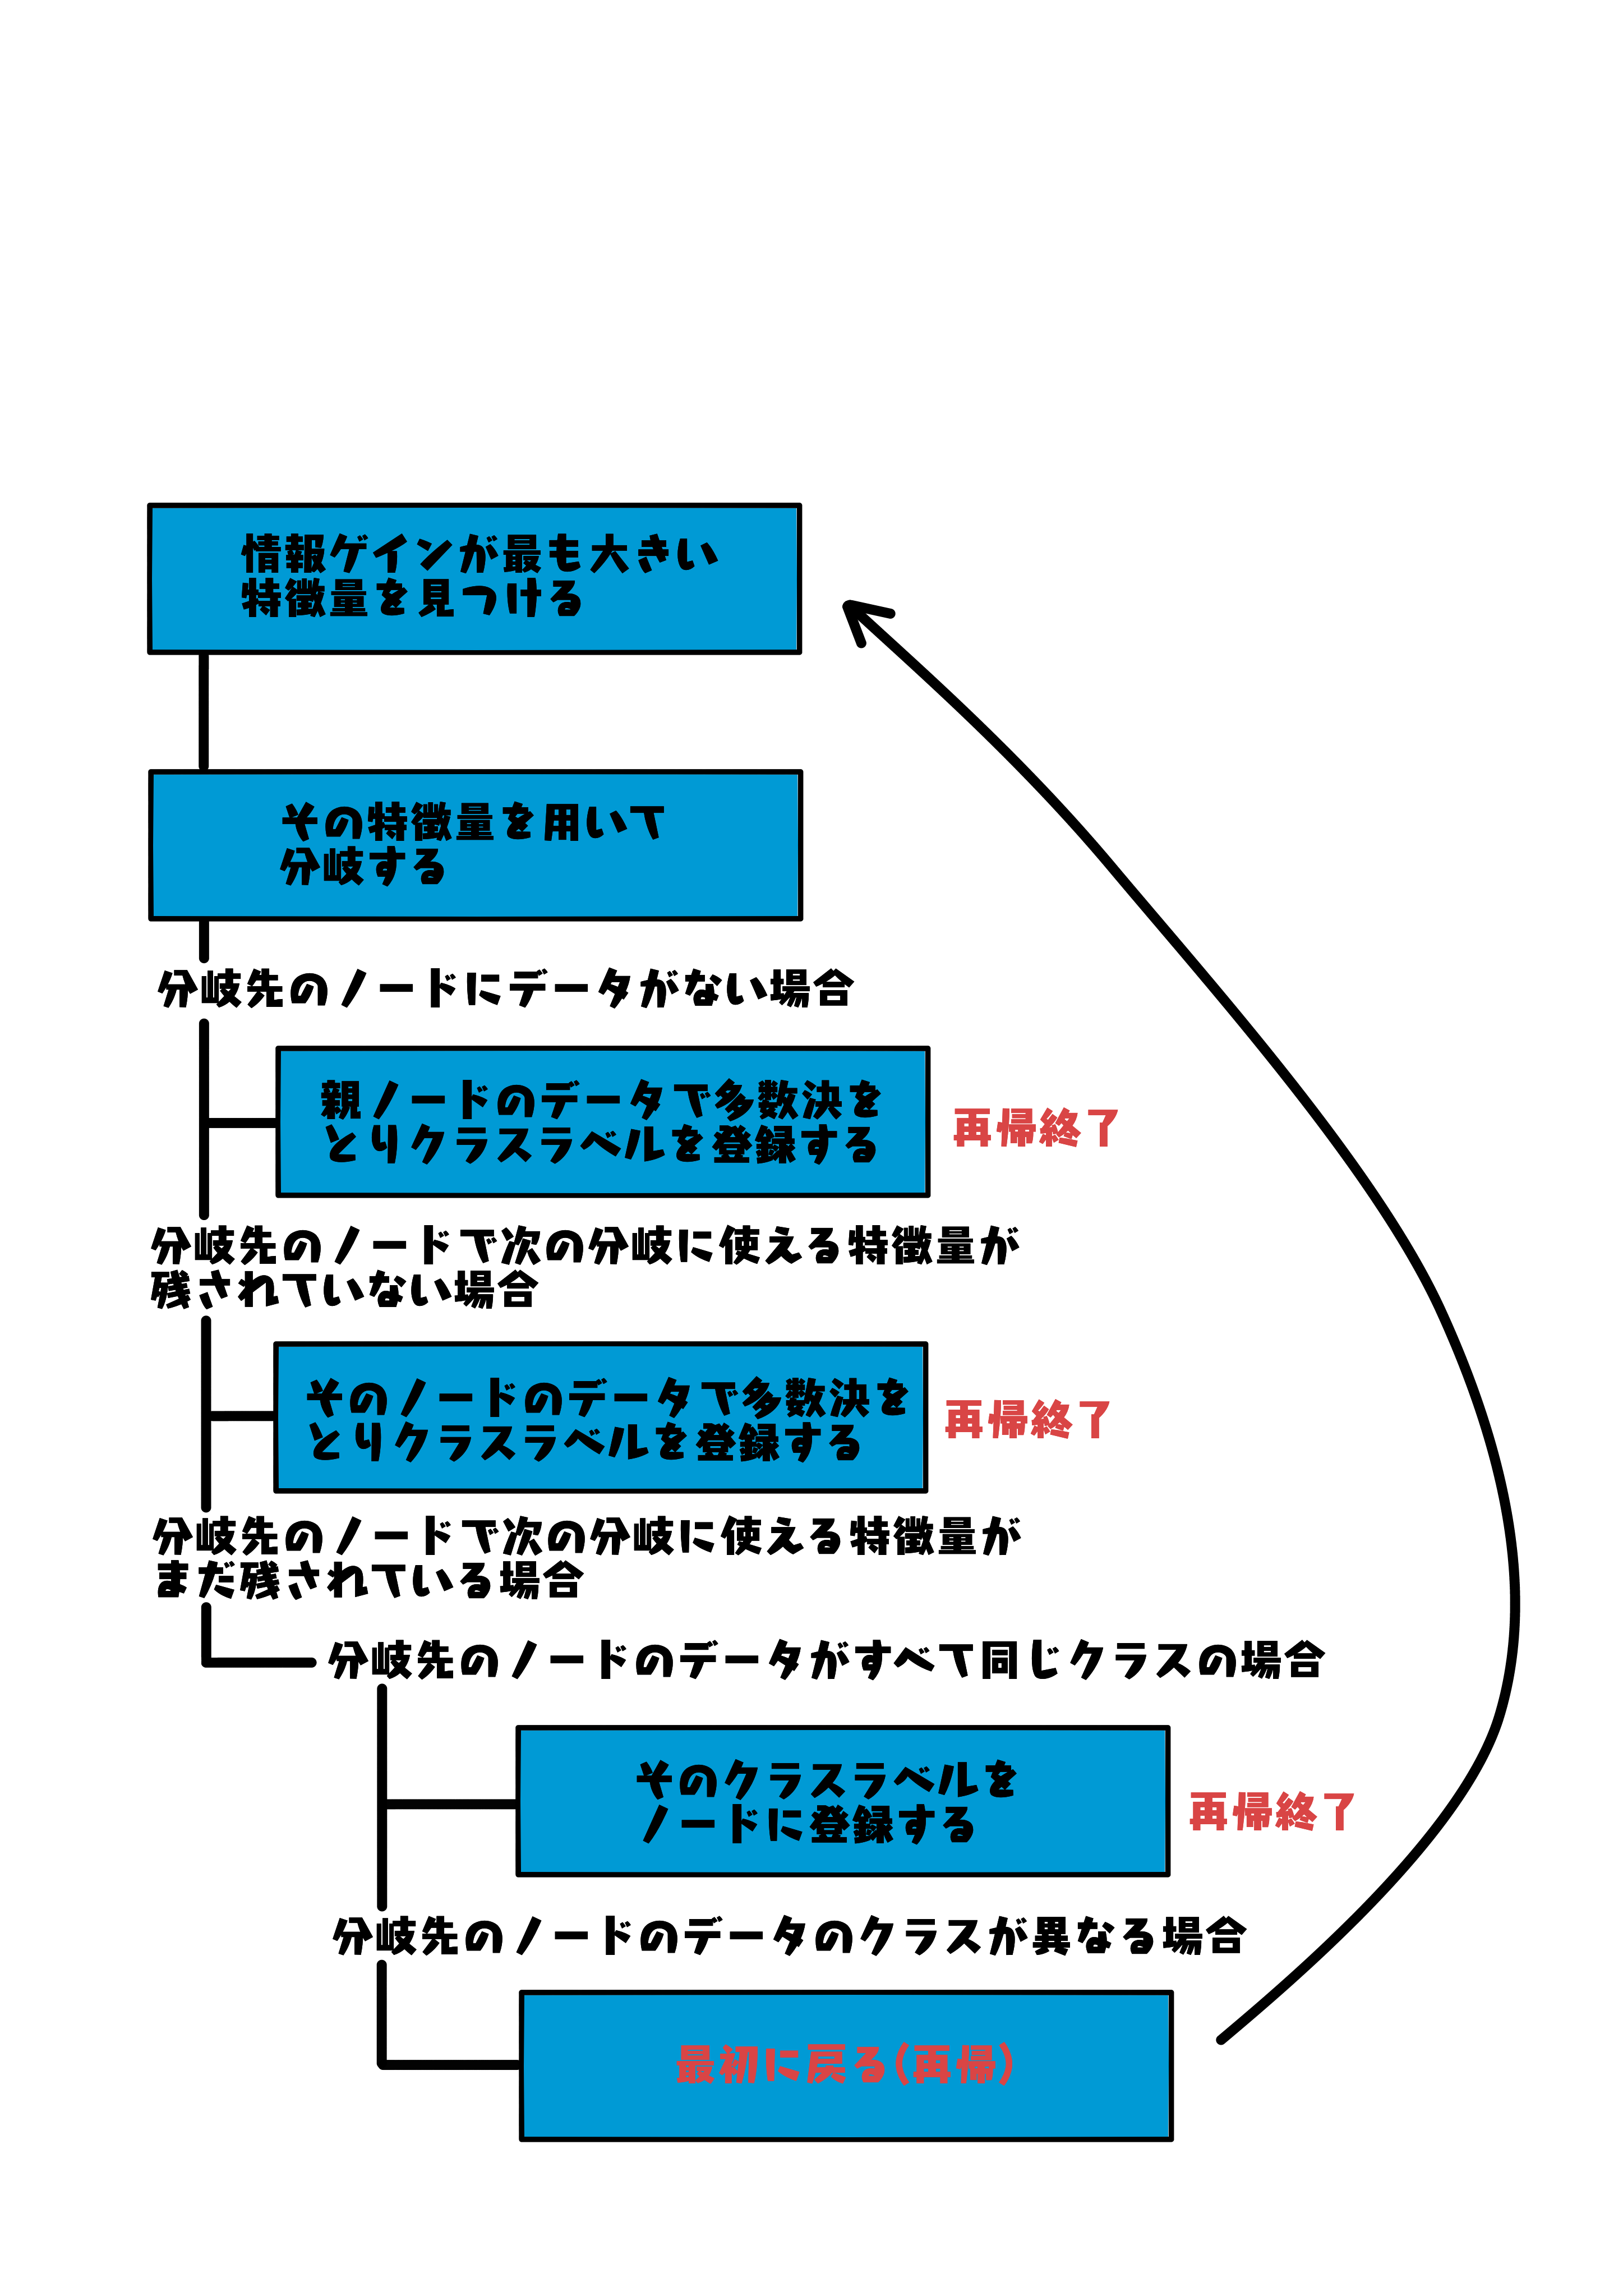 情報ゲインが最も大きい
特徴量を見つける
その特徴量を用いて
分岐する
分岐先のノードにデータがない場合
親ノードのデータで多数決を
とりクラスラベルを登録する
再帰終了
分岐先のノードで次の分岐に使える特徴量が
残されていない場合
そのノードのデータで多数決を
とりクラスラベルを登録する
再帰終了
分岐先のノードで次の分岐に使える特徴量が
まだ残されている場合
分岐先のノードのデータがすべて同じクラスの場合
そのクラスラベルを
ノードに登録する
再帰終了
分岐先のノードのデータのクラスが異なる場合
最初に戻る(再帰)